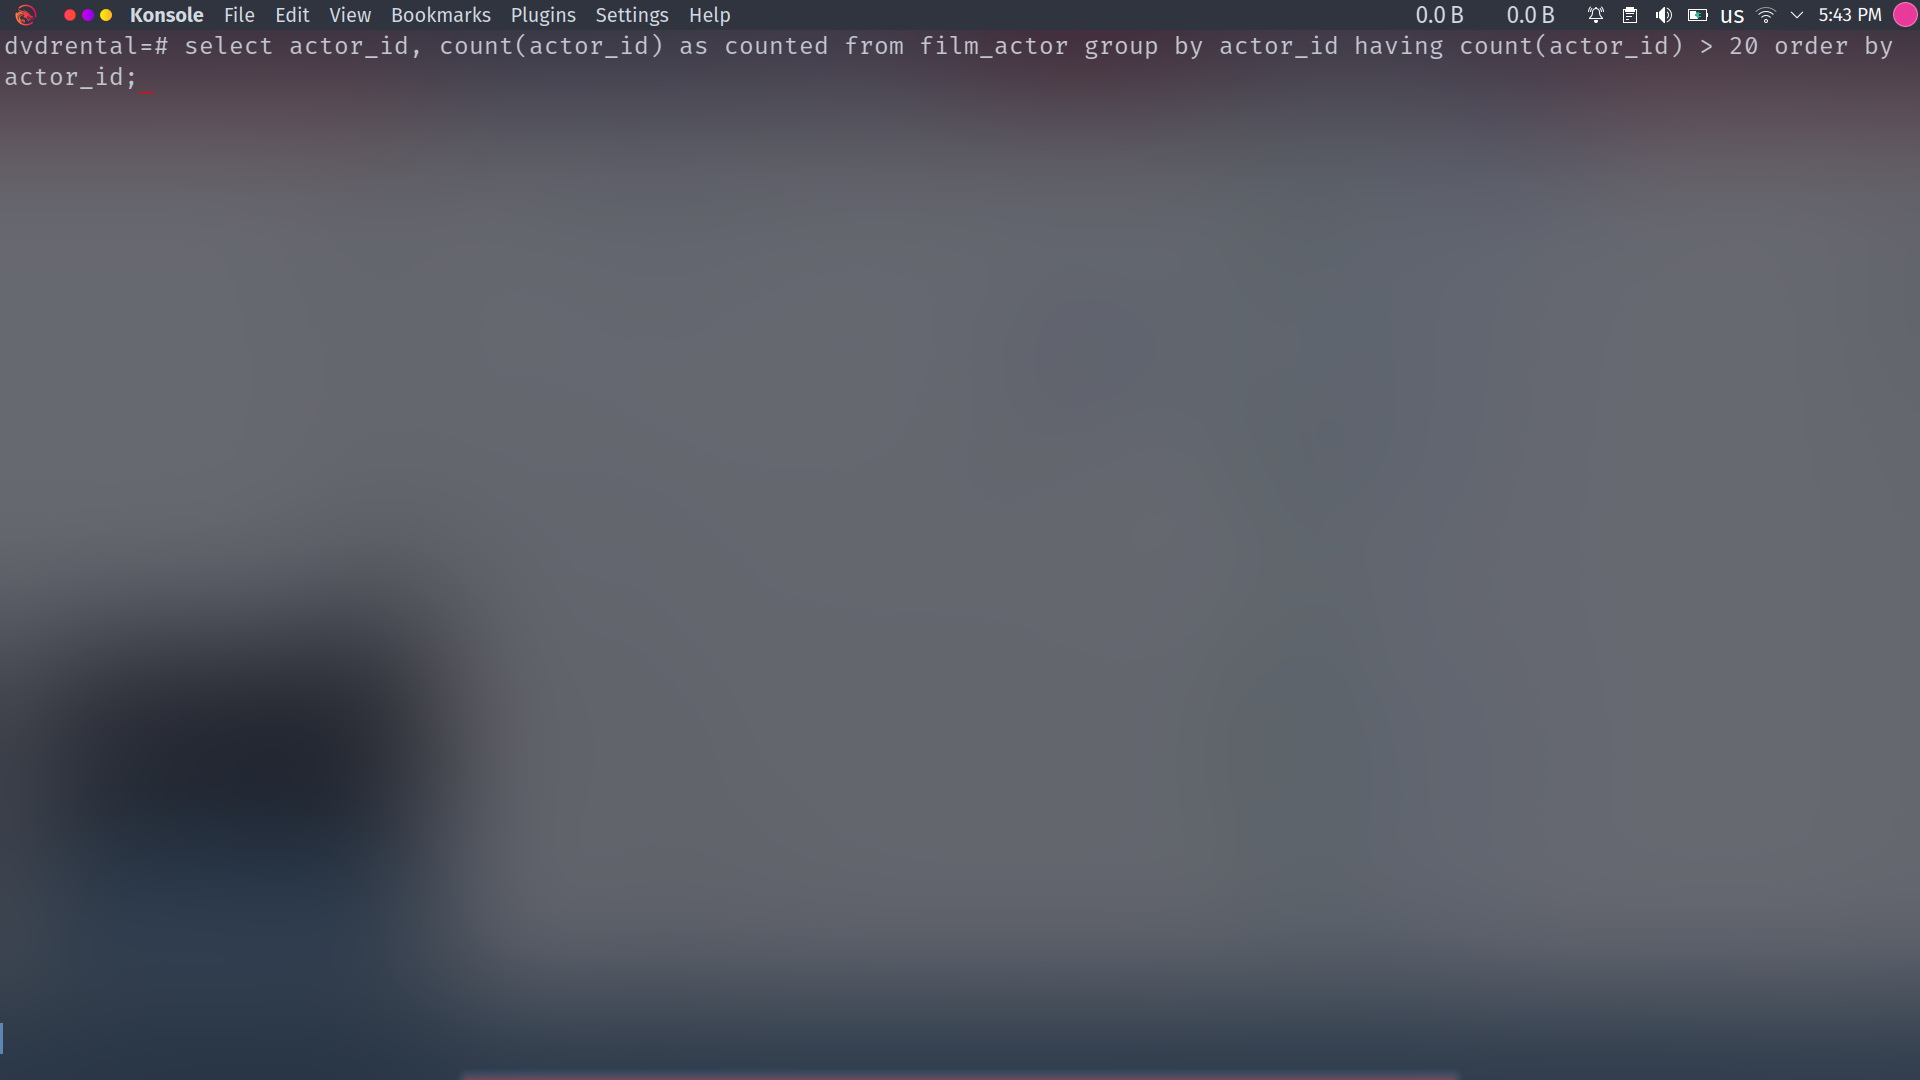 Konsole File Edit View Bookmarks Plugins Settings Help 0.0 B 0.0 B us 5:43 PM
dvdrental=# select actor_id, count(actor_id) as counted from film_actor group by actor_id having count(actor_id) > 20 order by
actor_id;